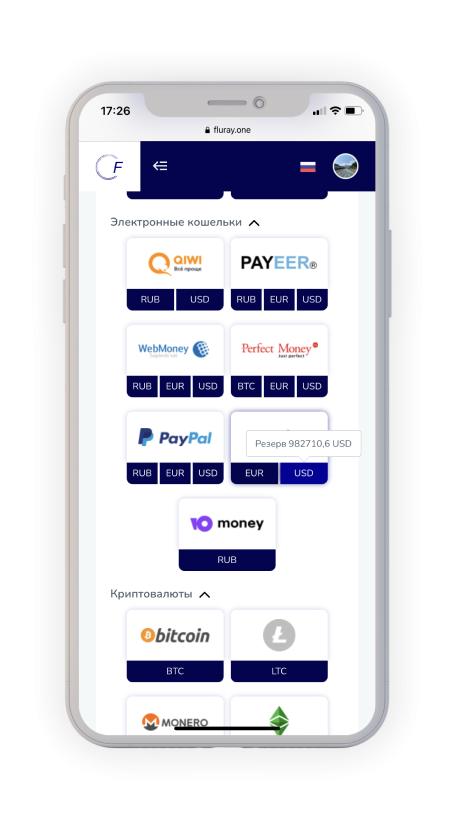 17:26
fluray.one
F
Электронные кошельки
QIWI
Всё проще
PAYEER®
RUB USD
RUB EUR USD
WebMoney
Perfect Money
Just perfect
RUB EUR USD
BTC EUR USD
PayPal
Резерв 982710,6 USD
RUB EUR USD
EUR USD
Ю money
RUB
Криптовалюты
bitcoin
BTC
LTC
MONERO